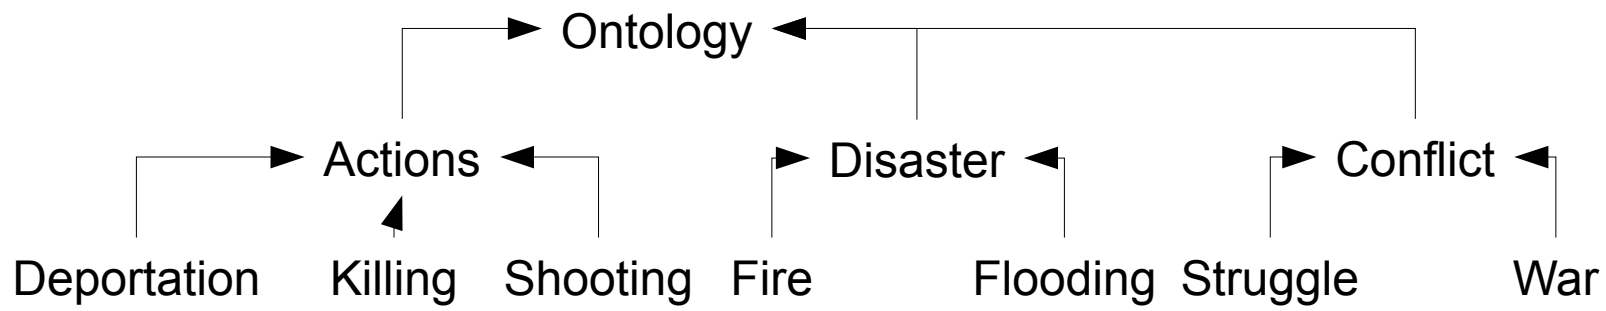 Ontology
Actions Disaster Conflict
Deportation Killing Shooting Fire Flooding Struggle War